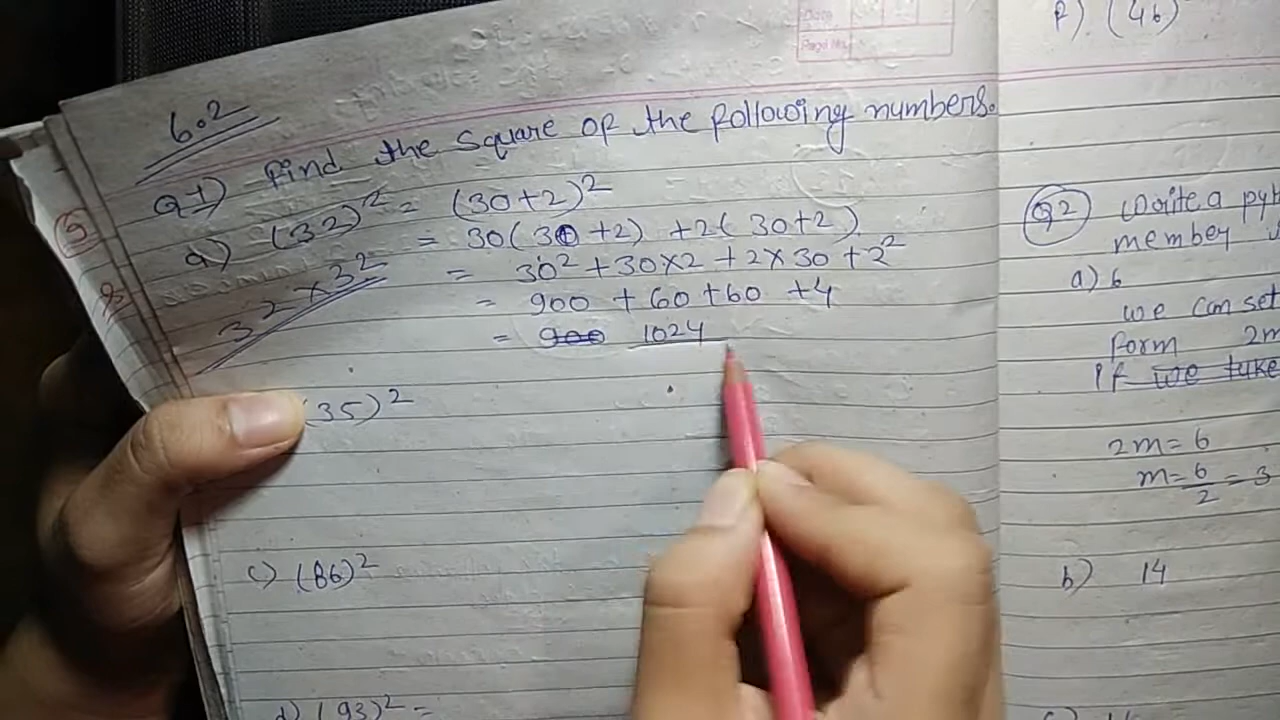 6.2
Q1) Find the square of the following numbers.
a) (32)² = (30+2)²
= 30(30 +2) +2( 30+2)
32×32
= 30² +30×2 +2×30 +2²
= 900 +60 +60 +4
= 900 1024
(35)²
c) (86)²
d) (93)² =
Date
Page No.
f) (46)
Q2 write a
member
a) 6
we can
form 2m
If we take
2m = 6
m = 6/2 = 3
b) 14